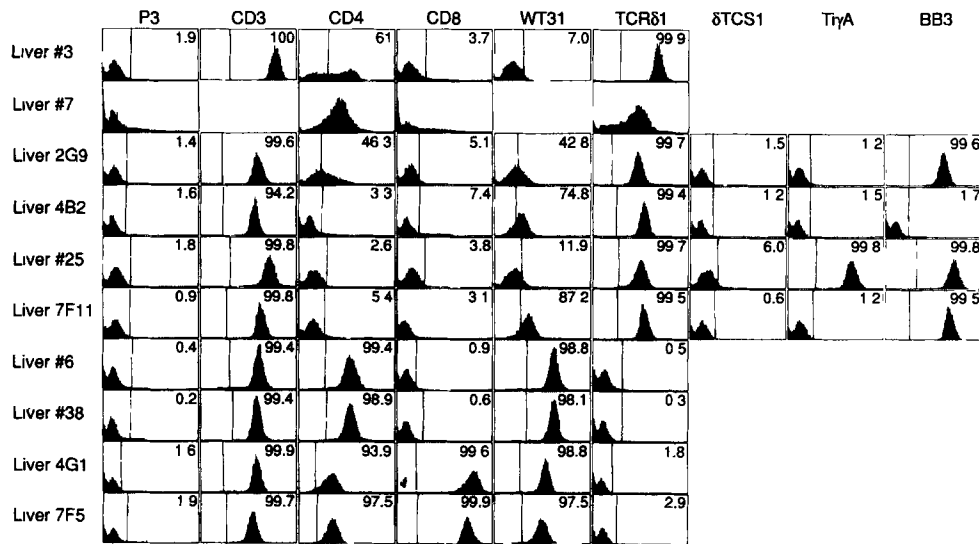 P3 CD3 CD4 CD8 WT31 TCRδ1 δTCS1 TiγA BB3
Liver #3 1.9 100 61 3.7 7.0 99 9
Liver #7
Liver 2G9 1.4 99.6 46 3 5.1 42 8 99 7 1.5 1 2 99 6
Liver 4B2 1.6 94.2 3 3 7.4 74.8 99 4 1 2 1 5 1 7
Liver #25 1.8 99.8 2.6 3.8 11.9 99 7 6.0 99 8 99.8
Liver 7F11 0.9 99.8 5 4 3 1 87 2 99 5 0.6 1 2 99 5
Liver #6 0.4 99.4 99.4 0.9 98.8 0 5
Liver #38 0.2 99.4 98.9 0.6 98.1 0 3
Liver 4G1 1 6 99.9 93.9 99 6 98.8 1.8
Liver 7F5 1 9 99.7 97.5 99.9 97.5 2.9